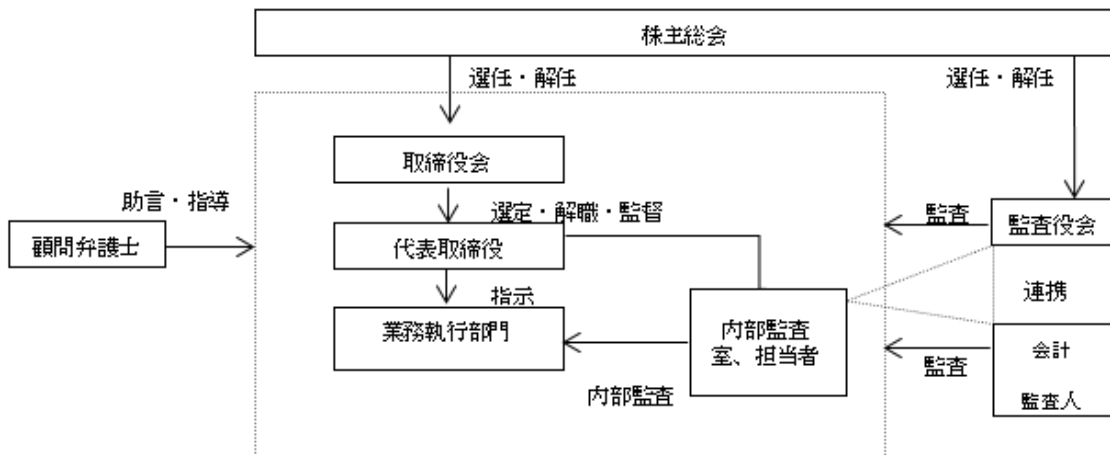 株主総会
選任・解任
選任・解任
取締役会
助言・指導
選定・解職・監督
監査
監査役会
顧問弁護士
代表取締役
連携
指示
業務執行部門
内部監査
室、担当者
会計
監査人
監査
内部監査